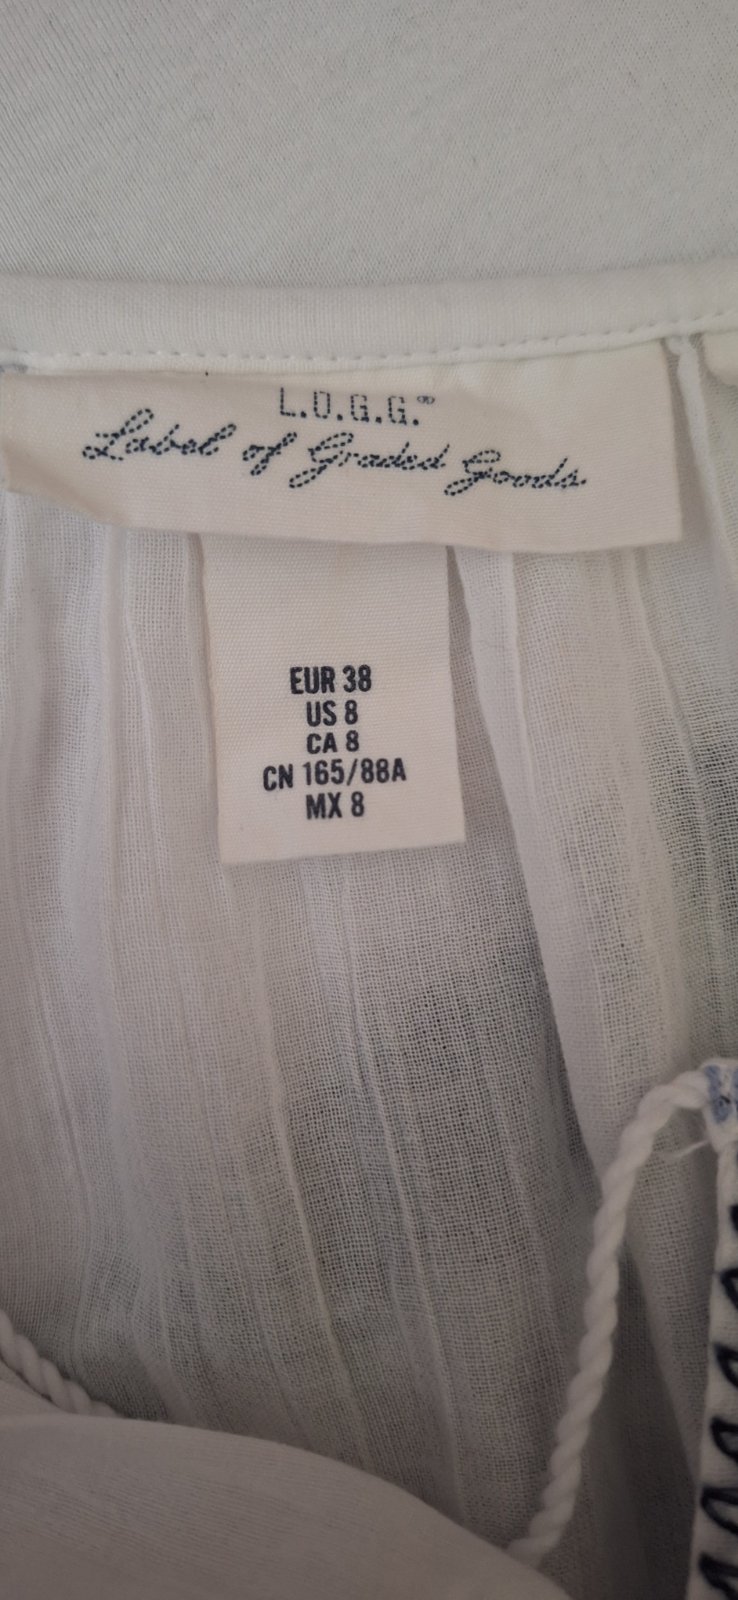 L.O.G.G.®
Label of Graded Goods.
EUR 38
US 8
CA 8
CN 165/88A
MX 8